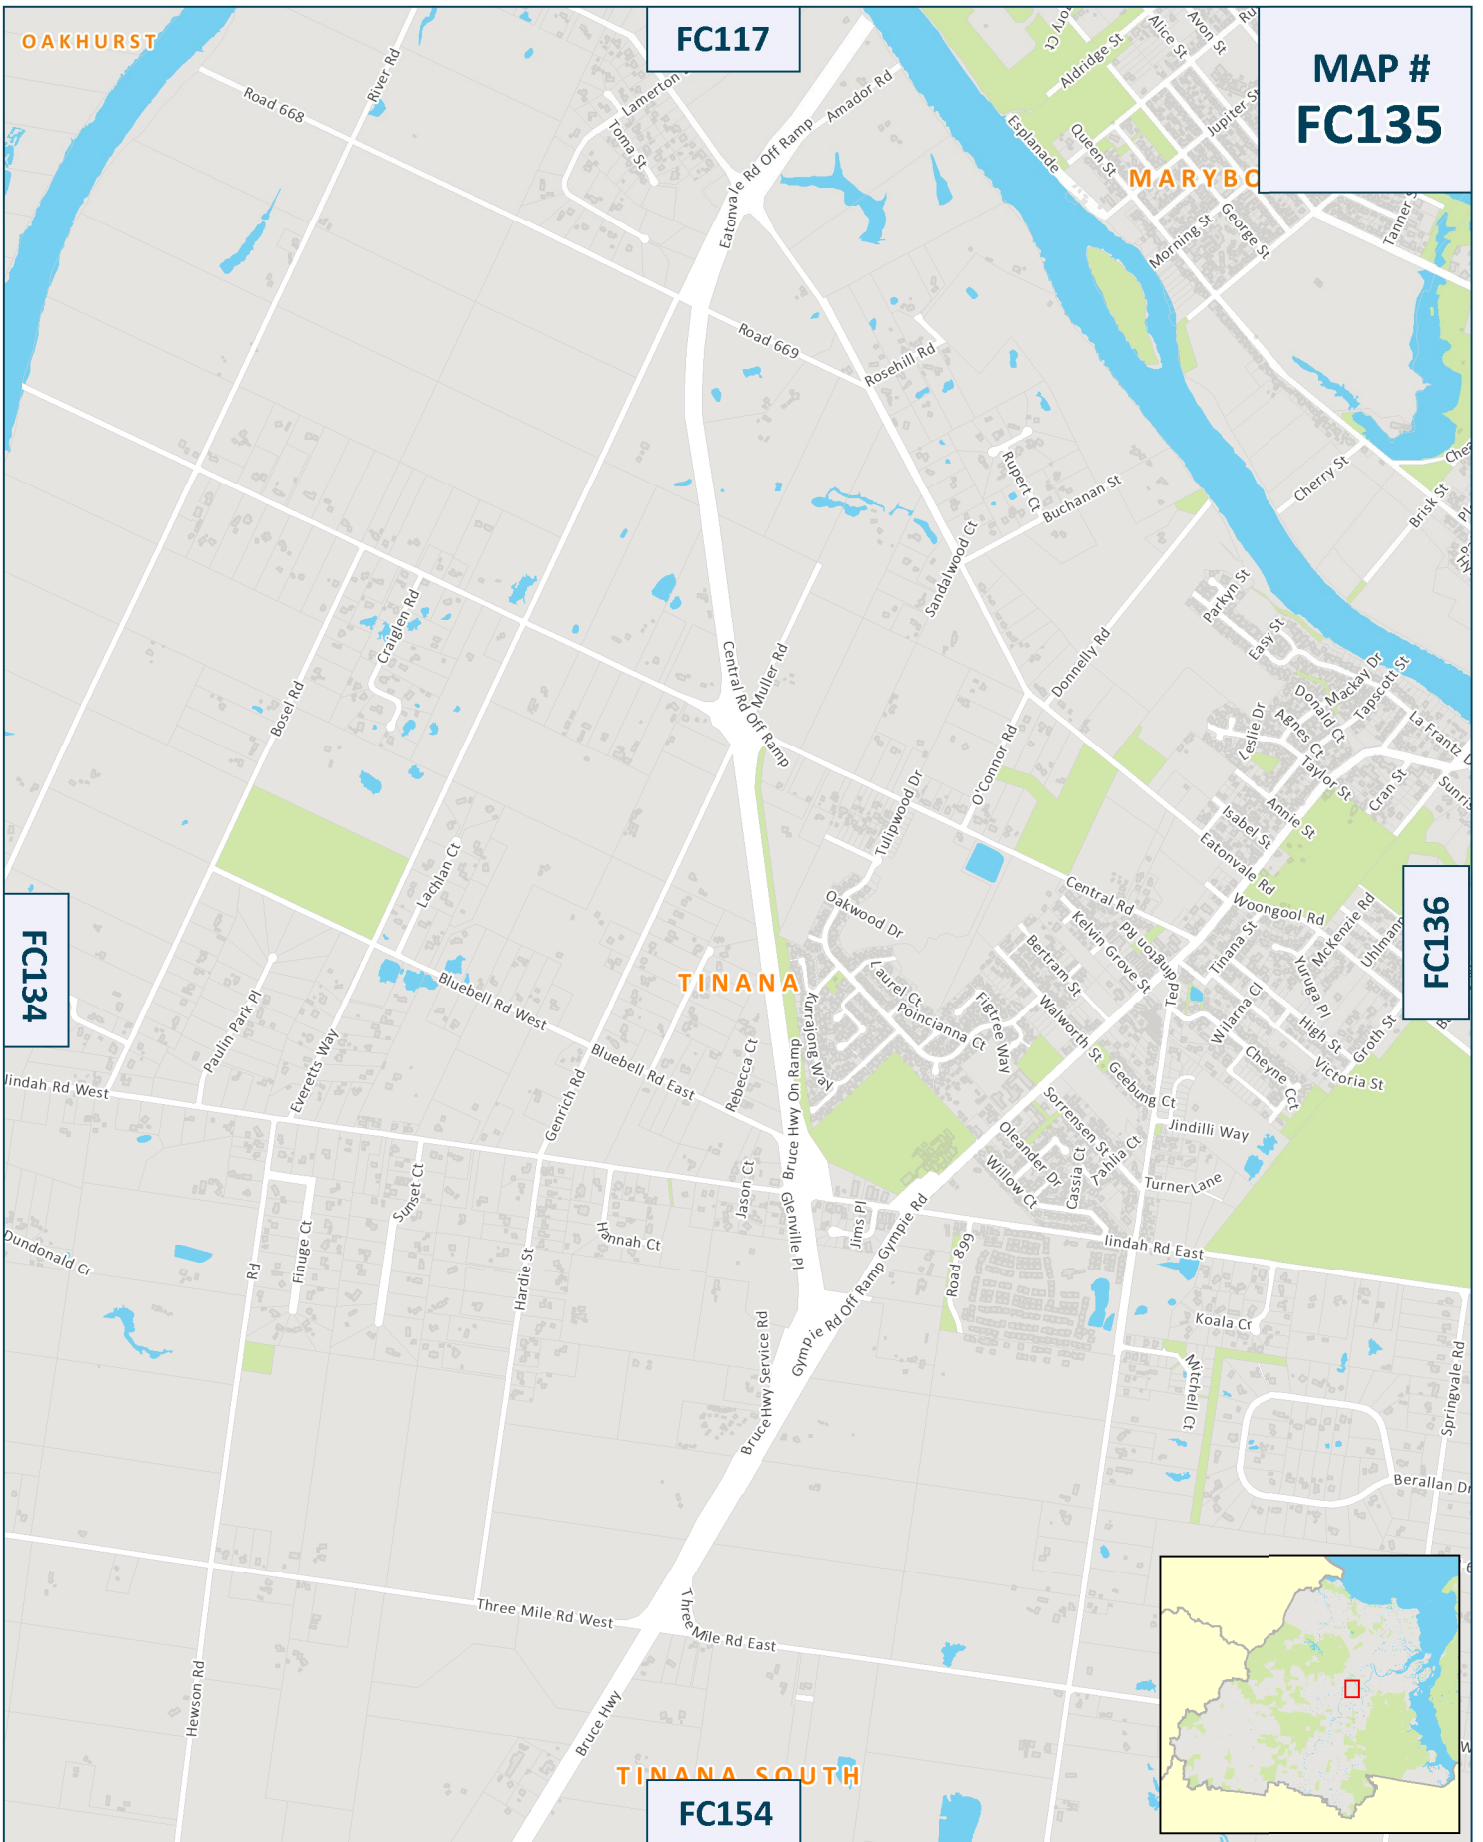 OAKHURST
FC117
MAP #
FC135
River Rd
Road 668
Lamerton
Toma St
Amador Rd
Eatonvale Rd Off Ramp
Aldridge St
Alice St
Avon St
Jupiter St
Esplanade
Queen St
MARYBO
Morning St
George St
Tanner
Road 669
Rosehill Rd
Rupert Ct
Buchanan St
Cherry St
Brisk St
Sandalwood Ct
Parkyn St
Easy St
Craiglen Rd
Central Rd Off Ramp
Muller Rd
Donnelly Rd
Mackay Dr
Tapscott St
Donald Ct
Agnes Ct
Leslie Dr
La Frantz D
Bosel Rd
O'Connor Rd
Taylor St
Cran St
Sunris
Annie St
Isabel St
Tulipwood Dr
Eatonvale Rd
Lachlan Ct
Central Rd
Woongool Rd
Oakwood Dr
McKenzie Rd
Uhlmann
FC134
FC136
Kelvin Grove St
Bertram St
Tinana St
Yuruga Pl
TINANA
Laurel Ct
Bluebell Rd West
Poincianna Ct
Figtree Way
Walworth St
Wilarna Cl
High St
Groth St
Victoria St
Cheyne Cct
Paulin Park Pl
Everetts Way
Kurrajong Way
Bluebell Rd East
Rebecca Ct
Bruce Hwy On Ramp
Geebung Ct
Iindah Rd West
Genrich Rd
Sorrensen St
Oleander Dr
Jindilli Way
Tahlia Ct
Cassia Ct
Willow Ct
Turner Lane
Sunset Ct
Jason Ct
Glenville Pl
Jims Pl
Gympie Rd
Iindah Rd East
Road 899
Dundonald Cr
Rd
Finuge Ct
Hannah Ct
Hardie St
Gympie Rd Off Ramp
Koala Cr
Bruce Hwy Service Rd
Mitchell Ct
Springvale Rd
Bruce
Berallan Dr
Three Mile Rd West
Three Mile Rd East
Hewson Rd
Bruce Hwy
TINANA SOUTH
FC154